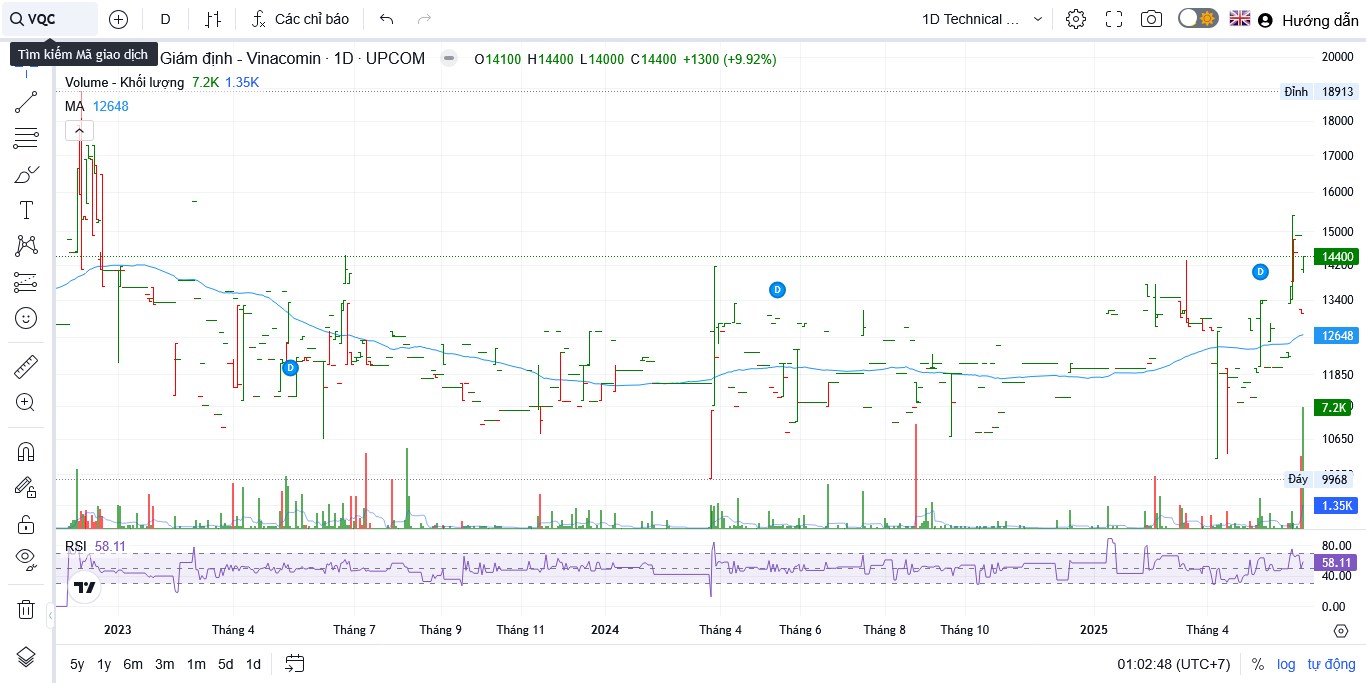 VQC
D
Các chỉ báo
1D Technical ...
Hướng dẫn
Tìm kiếm Mã giao dịch
Giám định - Vinacomin · 1D · UPCOM
O14100 H14400 L14000 C14400 +1300 (+9.92%)
Volume - Khối lượng 7.2K 1.35K
MA 12648
20000
Đỉnh 18913
18000
17000
16000
15000
14400
14200
13400
12648
11850
7.2K
10650
Đáy 9968
1.35K
D
D
D
RSI 58.11
80.00
58.11
40.00
0.00
2023
Tháng 4
Tháng 7
Tháng 9
Tháng 11
2024
Tháng 4
Tháng 6
Tháng 8
Tháng 10
2025
Tháng 4
5y 1y 6m 3m 1m 5d 1d
01:02:48 (UTC+7)
% log tự động